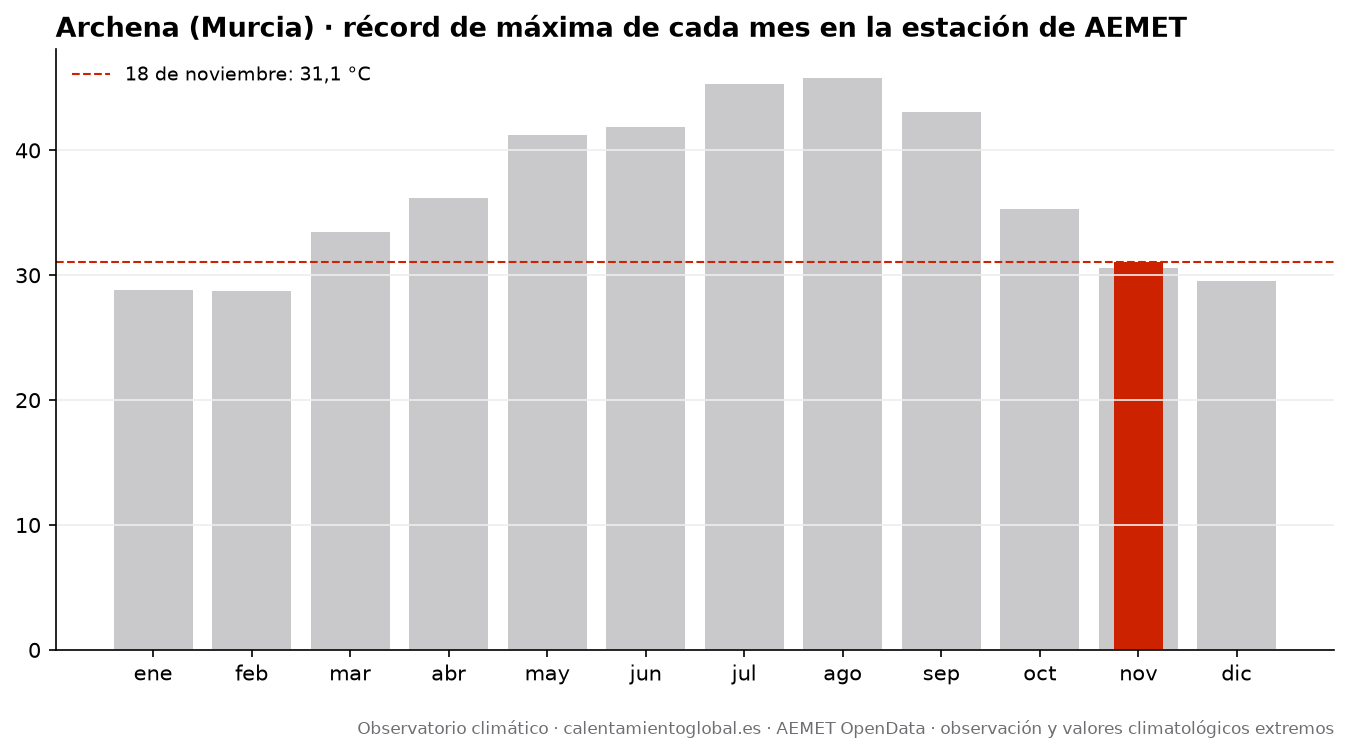 Archena (Murcia) · récord de máxima de cada mes en la estación de AEMET
18 de noviembre: 31,1 °C
40
30
20
10
0
ene feb mar abr may jun jul ago sep oct nov dic
Observatorio climático · calentamientoglobal.es · AEMET OpenData · observación y valores climatológicos extremos